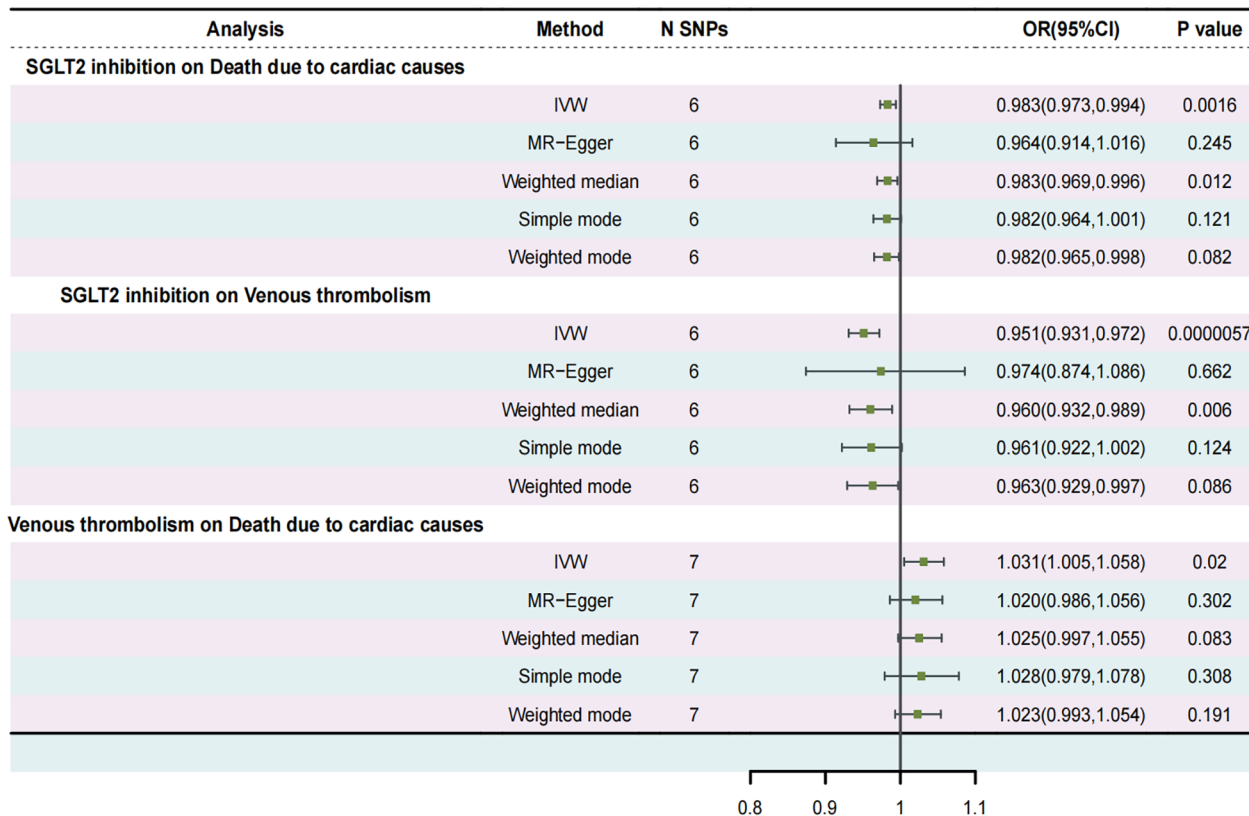 Analysis Method N SNPs OR(95%CI) P value
SGLT2 inhibition on Death due to cardiac causes
IVW 6 0.983(0.973,0.994) 0.0016
MR−Egger 6 0.964(0.914,1.016) 0.245
Weighted median 6 0.983(0.969,0.996) 0.012
Simple mode 6 0.982(0.964,1.001) 0.121
Weighted mode 6 0.982(0.965,0.998) 0.082
SGLT2 inhibition on Venous thrombolism
IVW 6 0.951(0.931,0.972) 0.0000057
MR−Egger 6 0.974(0.874,1.086) 0.662
Weighted median 6 0.960(0.932,0.989) 0.006
Simple mode 6 0.961(0.922,1.002) 0.124
Weighted mode 6 0.963(0.929,0.997) 0.086
Venous thrombolism on Death due to cardiac causes
IVW 7 1.031(1.005,1.058) 0.02
MR−Egger 7 1.020(0.986,1.056) 0.302
Weighted median 7 1.025(0.997,1.055) 0.083
Simple mode 7 1.028(0.979,1.078) 0.308
Weighted mode 7 1.023(0.993,1.054) 0.191
0.8 0.9 1 1.1